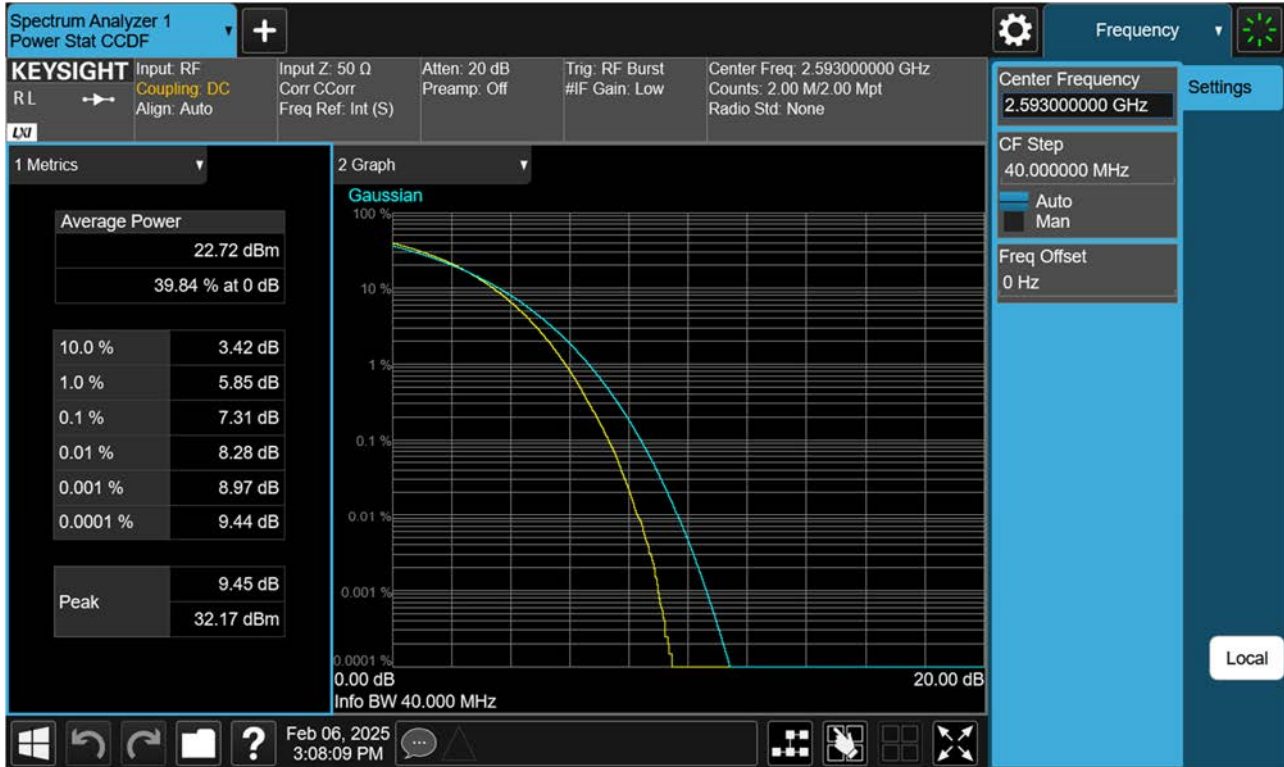 Spectrum Analyzer 1
Power Stat CCDF
+
Frequency
KEYSIGHT
RL
LXI
Input: RF
Coupling: DC
Align: Auto
Input Z: 50 Ω
Corr CCorr
Freq Ref: Int (S)
Atten: 20 dB
Preamp: Off
Trig: RF Burst
#IF Gain: Low
Center Freq: 2.593000000 GHz
Counts: 2.00 M/2.00 Mpt
Radio Std: None
Center Frequency
2.593000000 GHz
Settings
CF Step
40.000000 MHz
Auto
Man
Freq Offset
0 Hz
1 Metrics
Average Power
22.72 dBm
39.84 % at 0 dB
10.0 % 3.42 dB
1.0 % 5.85 dB
0.1 % 7.31 dB
0.01 % 8.28 dB
0.001 % 8.97 dB
0.0001 % 9.44 dB
Peak
9.45 dB
32.17 dBm
2 Graph
Gaussian
100 %
10 %
1 %
0.1 %
0.01 %
0.001 %
0.0001 %
0.00 dB 20.00 dB
Info BW 40.000 MHz
Local
?
Feb 06, 2025
3:08:09 PM